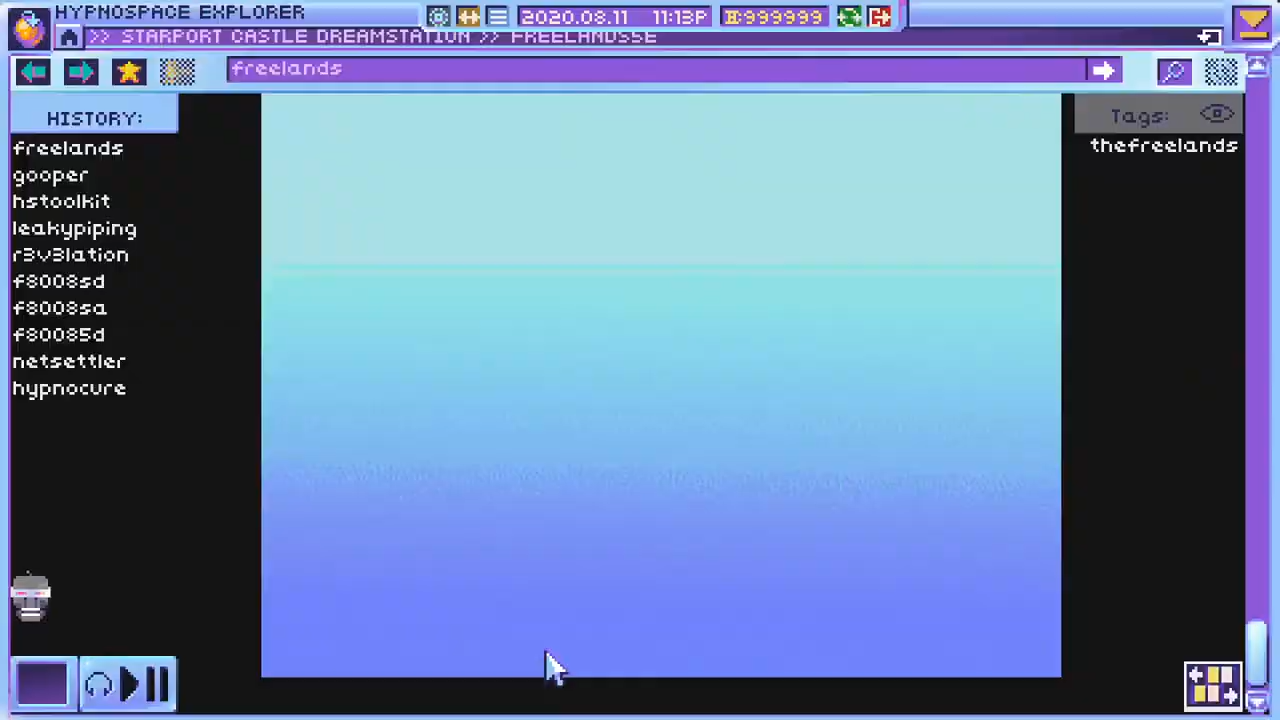 HYPNOSPACE EXPLORER
2020.08.11 11:13P
999999
>> STARPORT CASTLE DREAMSTATION >> FREELANDSSE
freelands
HISTORY:
freelands
gooper
hstoolkit
leakypiping
r3v3lation
f8008sd
f8008sa
f80085d
netsettler
hypnocure
Tags:
thefreelands